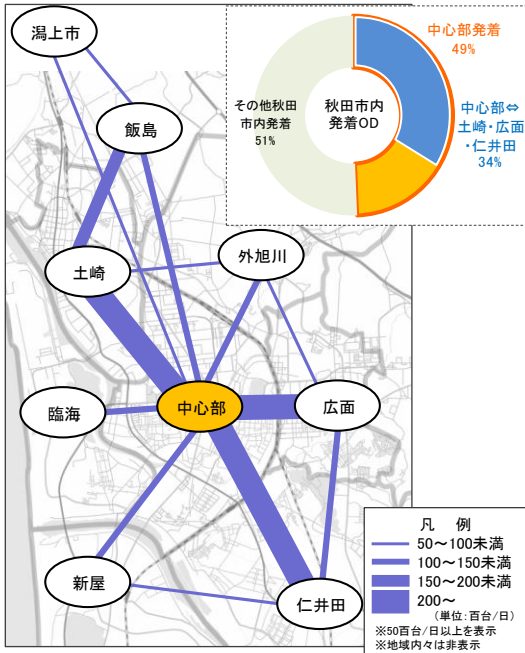 潟上市
飯島
土崎
外旭川
臨海
中心部
広面
新屋
仁井田
中心部発着
49%
その他秋田
市内発着
51%
秋田市内
発着OD
中心部⇔
土崎・広面
・仁井田
34%
凡 例
50～100未満
100～150未満
150～200未満
200～
(単位:百台/日)
※50百台/日以上を表示
※地域内々は非表示